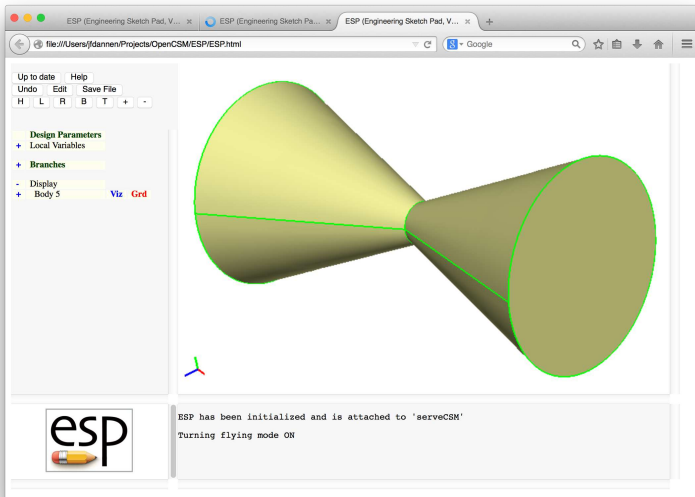 ESP (Engineering Sketch Pad, V...
ESP (Engineering Sketch Pa...
ESP (Engineering Sketch Pad, V...
file:///Users/jfdannen/Projects/OpenCSM/ESP/ESP.html
Google
Up to date Help
Undo Edit Save File
H L R B T + -
Design Parameters
+ Local Variables
+ Branches
- Display
+ Body 5 Viz Grd
esp
ESP has been initialized and is attached to 'serveCSM'
Turning flying mode ON